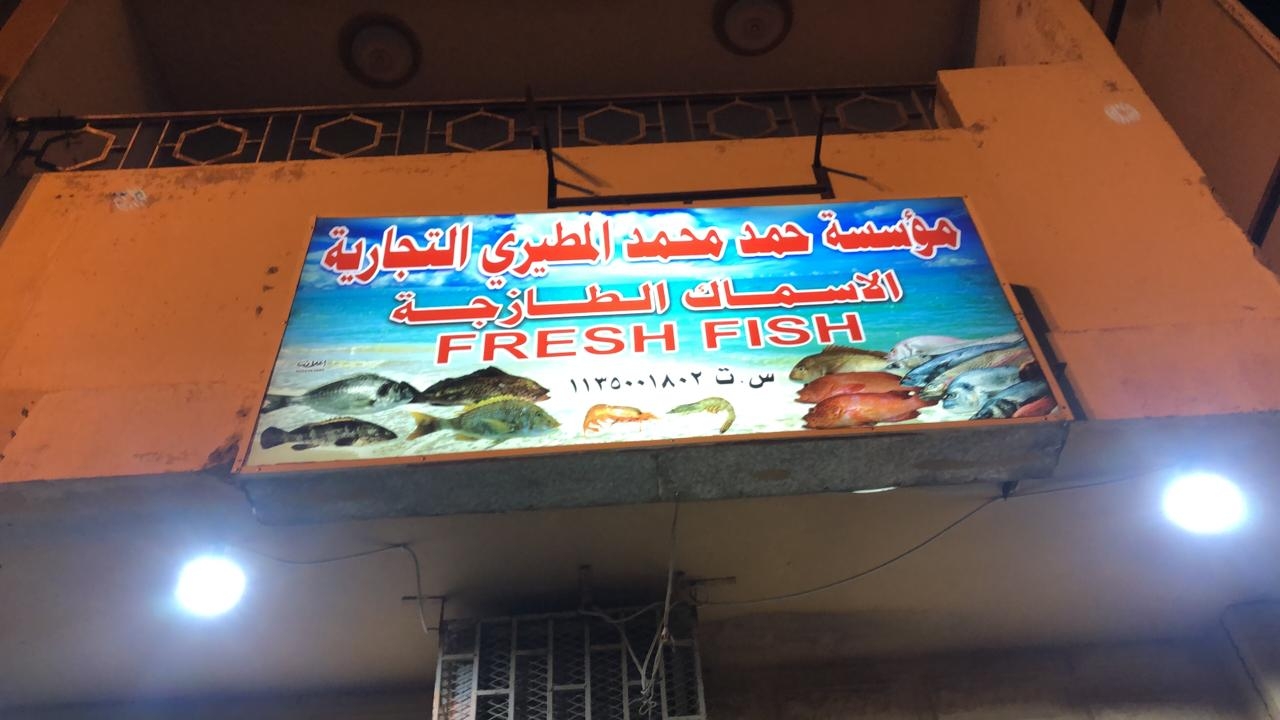 مؤسسة حمد محمد المطيري التجارية
الاسماك الطازجة
FRESH FISH
س . ت ١١٣٥٠٠١٨٠٢